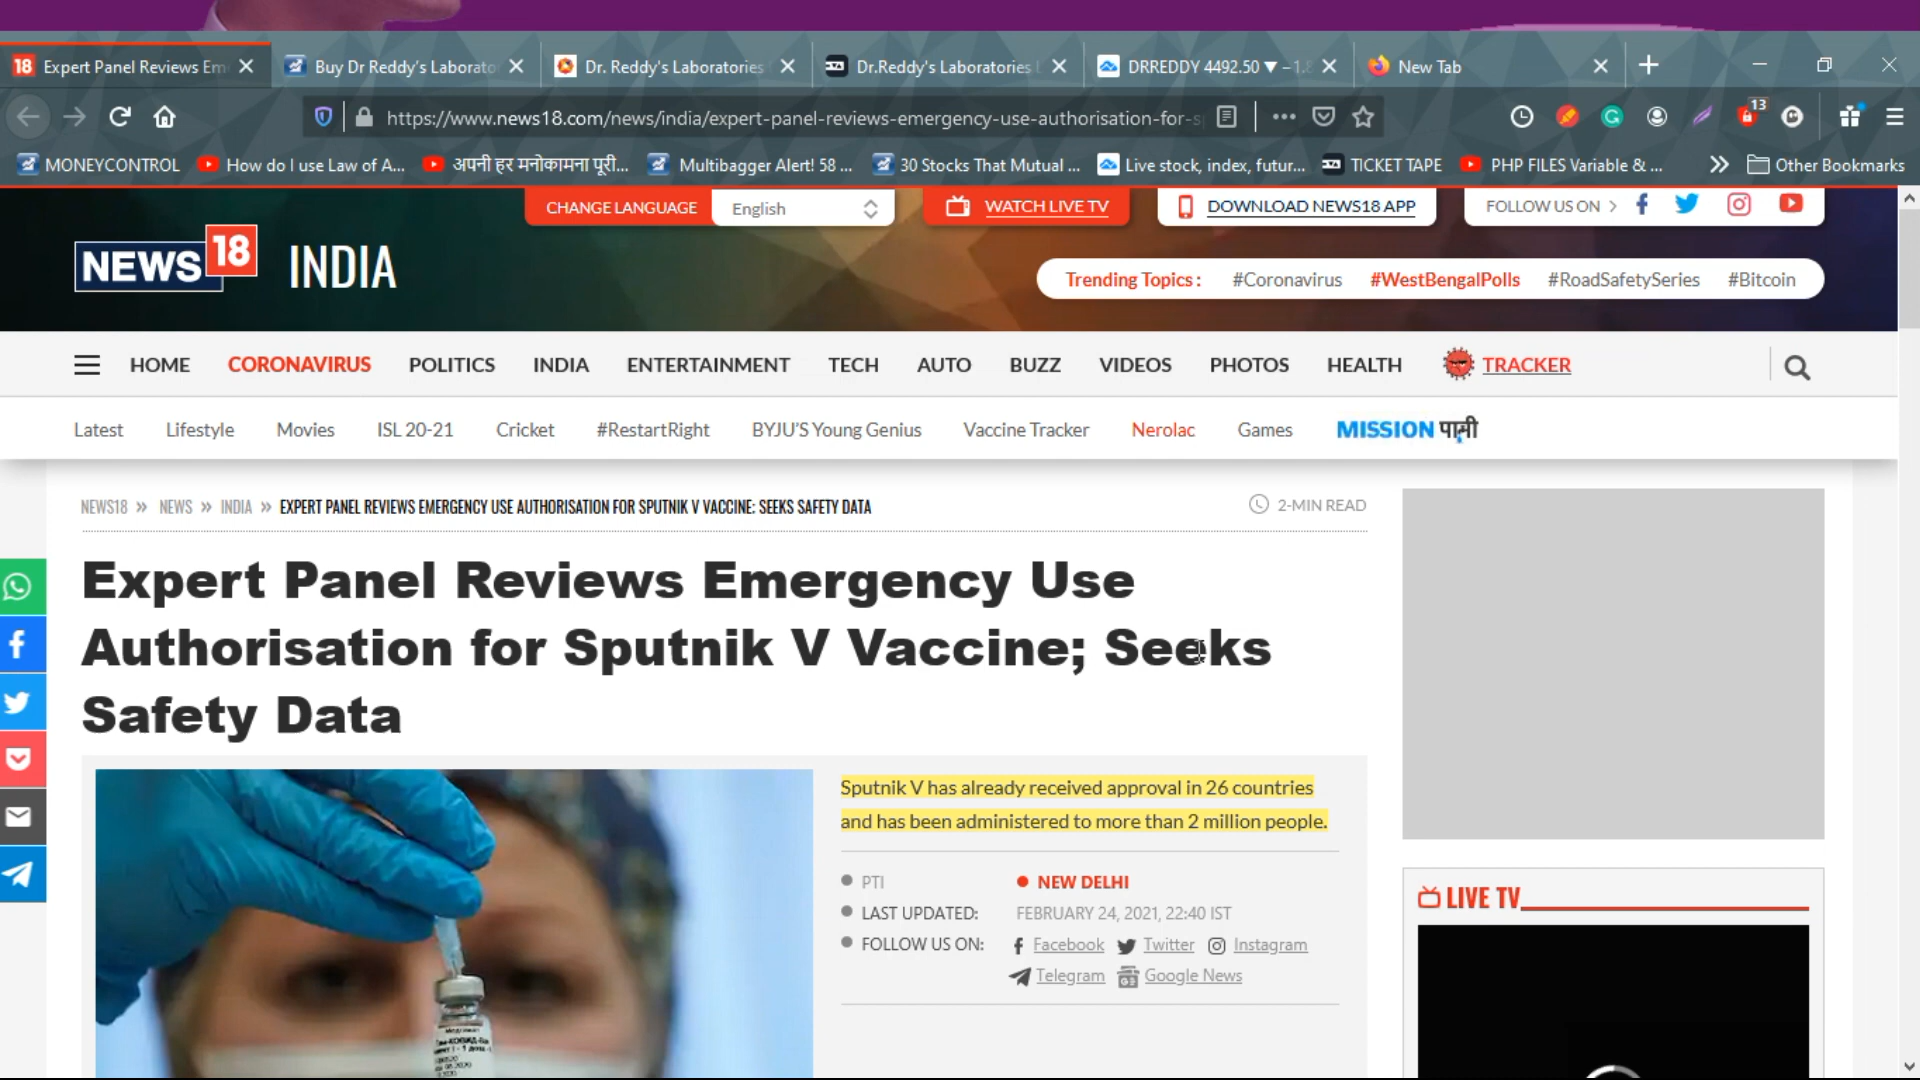 18 Expert Panel Reviews Em
Buy Dr Reddy's Laborato
Dr. Reddy's Laboratories
Dr.Reddy's Laboratories L
DRREDDY 4492.50 ▼ −1.8
New Tab
https://www.news18.com/news/india/expert-panel-reviews-emergency-use-authorisation-for-s
13
MONEYCONTROL
How do I use Law of A...
अपनी हर मनोकामना पूरी...
Multibagger Alert! 58 ...
30 Stocks That Mutual ...
Live stock, index, futur...
TICKET TAPE
PHP FILES Variable & ...
Other Bookmarks
CHANGE LANGUAGE
English
WATCH LIVE TV
DOWNLOAD NEWS18 APP
FOLLOW US ON >
NEWS 18 INDIA
Trending Topics : #Coronavirus #WestBengalPolls #RoadSafetySeries #Bitcoin
HOME CORONAVIRUS POLITICS INDIA ENTERTAINMENT TECH AUTO BUZZ VIDEOS PHOTOS HEALTH TRACKER
Latest Lifestyle Movies ISL 20-21 Cricket #RestartRight BYJU'S Young Genius Vaccine Tracker Nerolac Games MISSION पानी
NEWS18 » NEWS » INDIA » EXPERT PANEL REVIEWS EMERGENCY USE AUTHORISATION FOR SPUTNIK V VACCINE; SEEKS SAFETY DATA
2-MIN READ
Expert Panel Reviews Emergency Use
Authorisation for Sputnik V Vaccine; Seeks
Safety Data
Sputnik V has already received approval in 26 countries
and has been administered to more than 2 million people.
PTI
NEW DELHI
LAST UPDATED: FEBRUARY 24, 2021, 22:40 IST
FOLLOW US ON: Facebook Twitter Instagram
Telegram Google News
LIVE TV